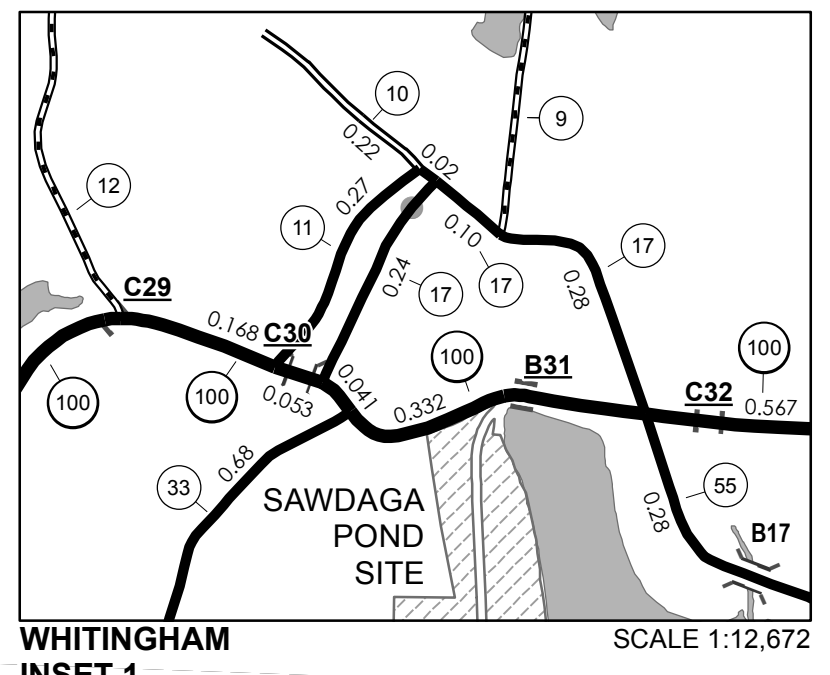 10
0.22
9
0.02
12
0.27
11
0.10
17
17
0.24
17
0.28
C29
0.168
C30
100
B31
100
100
100
0.053
0.041
0.332
C32
0.567
0.68
33
SAWDAGA
POND
SITE
55
0.28
B17
WHITINGHAM
SCALE 1:12,672
INSET 1